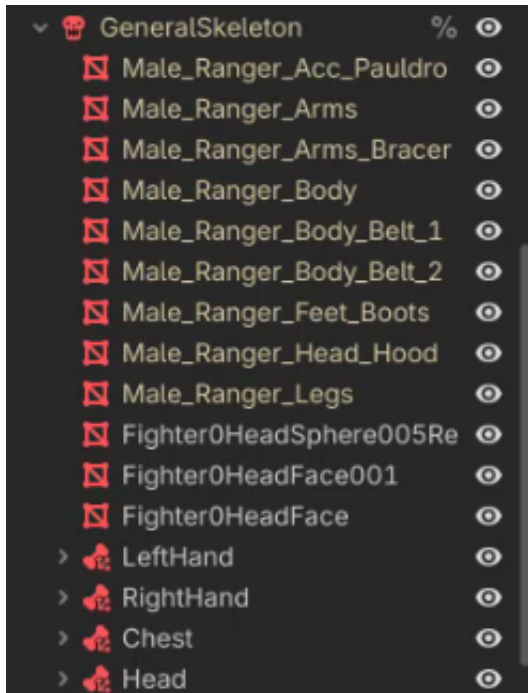 GeneralSkeleton %
Male_Ranger_Acc_Pauldro
Male_Ranger_Arms
Male_Ranger_Arms_Bracer
Male_Ranger_Body
Male_Ranger_Body_Belt_1
Male_Ranger_Body_Belt_2
Male_Ranger_Feet_Boots
Male_Ranger_Head_Hood
Male_Ranger_Legs
Fighter0HeadSphere005Re
Fighter0HeadFace001
Fighter0HeadFace
LeftHand
RightHand
Chest
Head